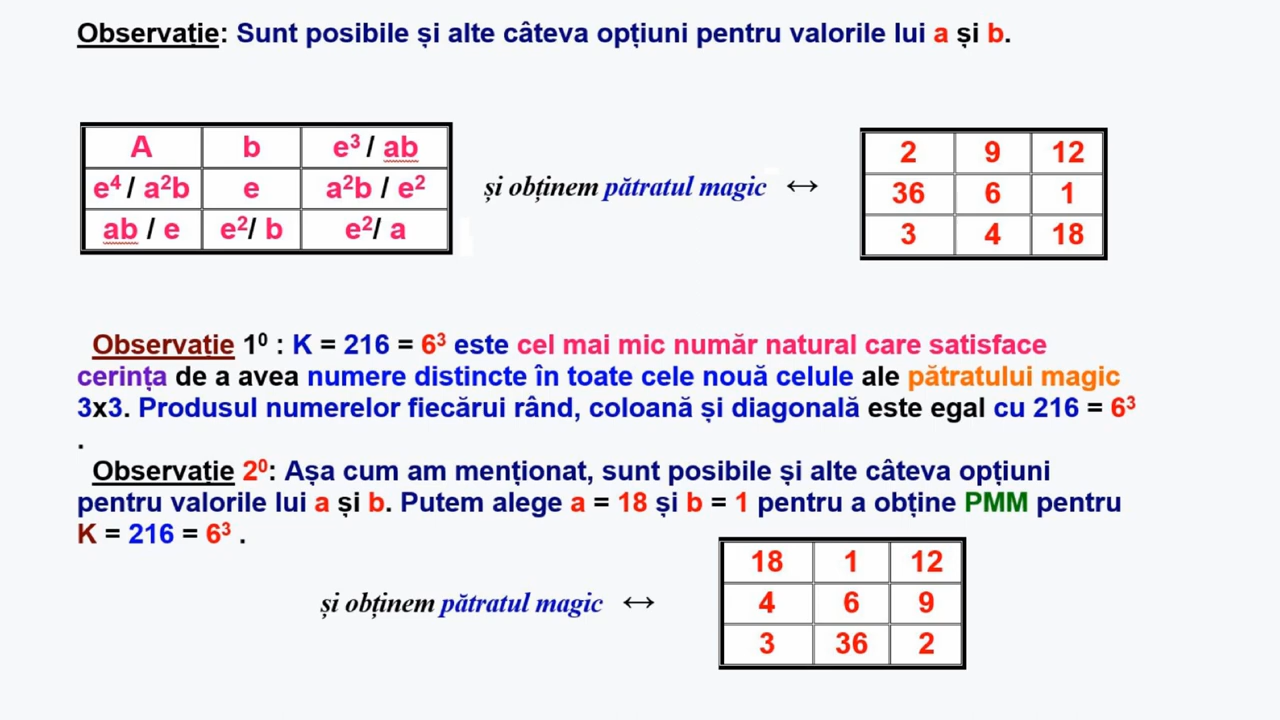 Observație: Sunt posibile și alte câteva opțiuni pentru valorile lui a și b.
A b e³ / ab
e⁴ / a²b e a²b / e²
ab / e e²/ b e²/ a
și obținem pătratul magic ↔
2 9 12
36 6 1
3 4 18
Observație 1⁰ : K = 216 = 6³ este cel mai mic număr natural care satisface
cerința de a avea numere distincte în toate cele nouă celule ale pătratului magic
3x3. Produsul numerelor fiecărui rând, coloană și diagonală este egal cu 216 = 6³
.
Observație 2⁰: Așa cum am menționat, sunt posibile și alte câteva opțiuni
pentru valorile lui a și b. Putem alege a = 18 și b = 1 pentru a obține PMM pentru
K = 216 = 6³ .
și obținem pătratul magic ↔
18 1 12
4 6 9
3 36 2